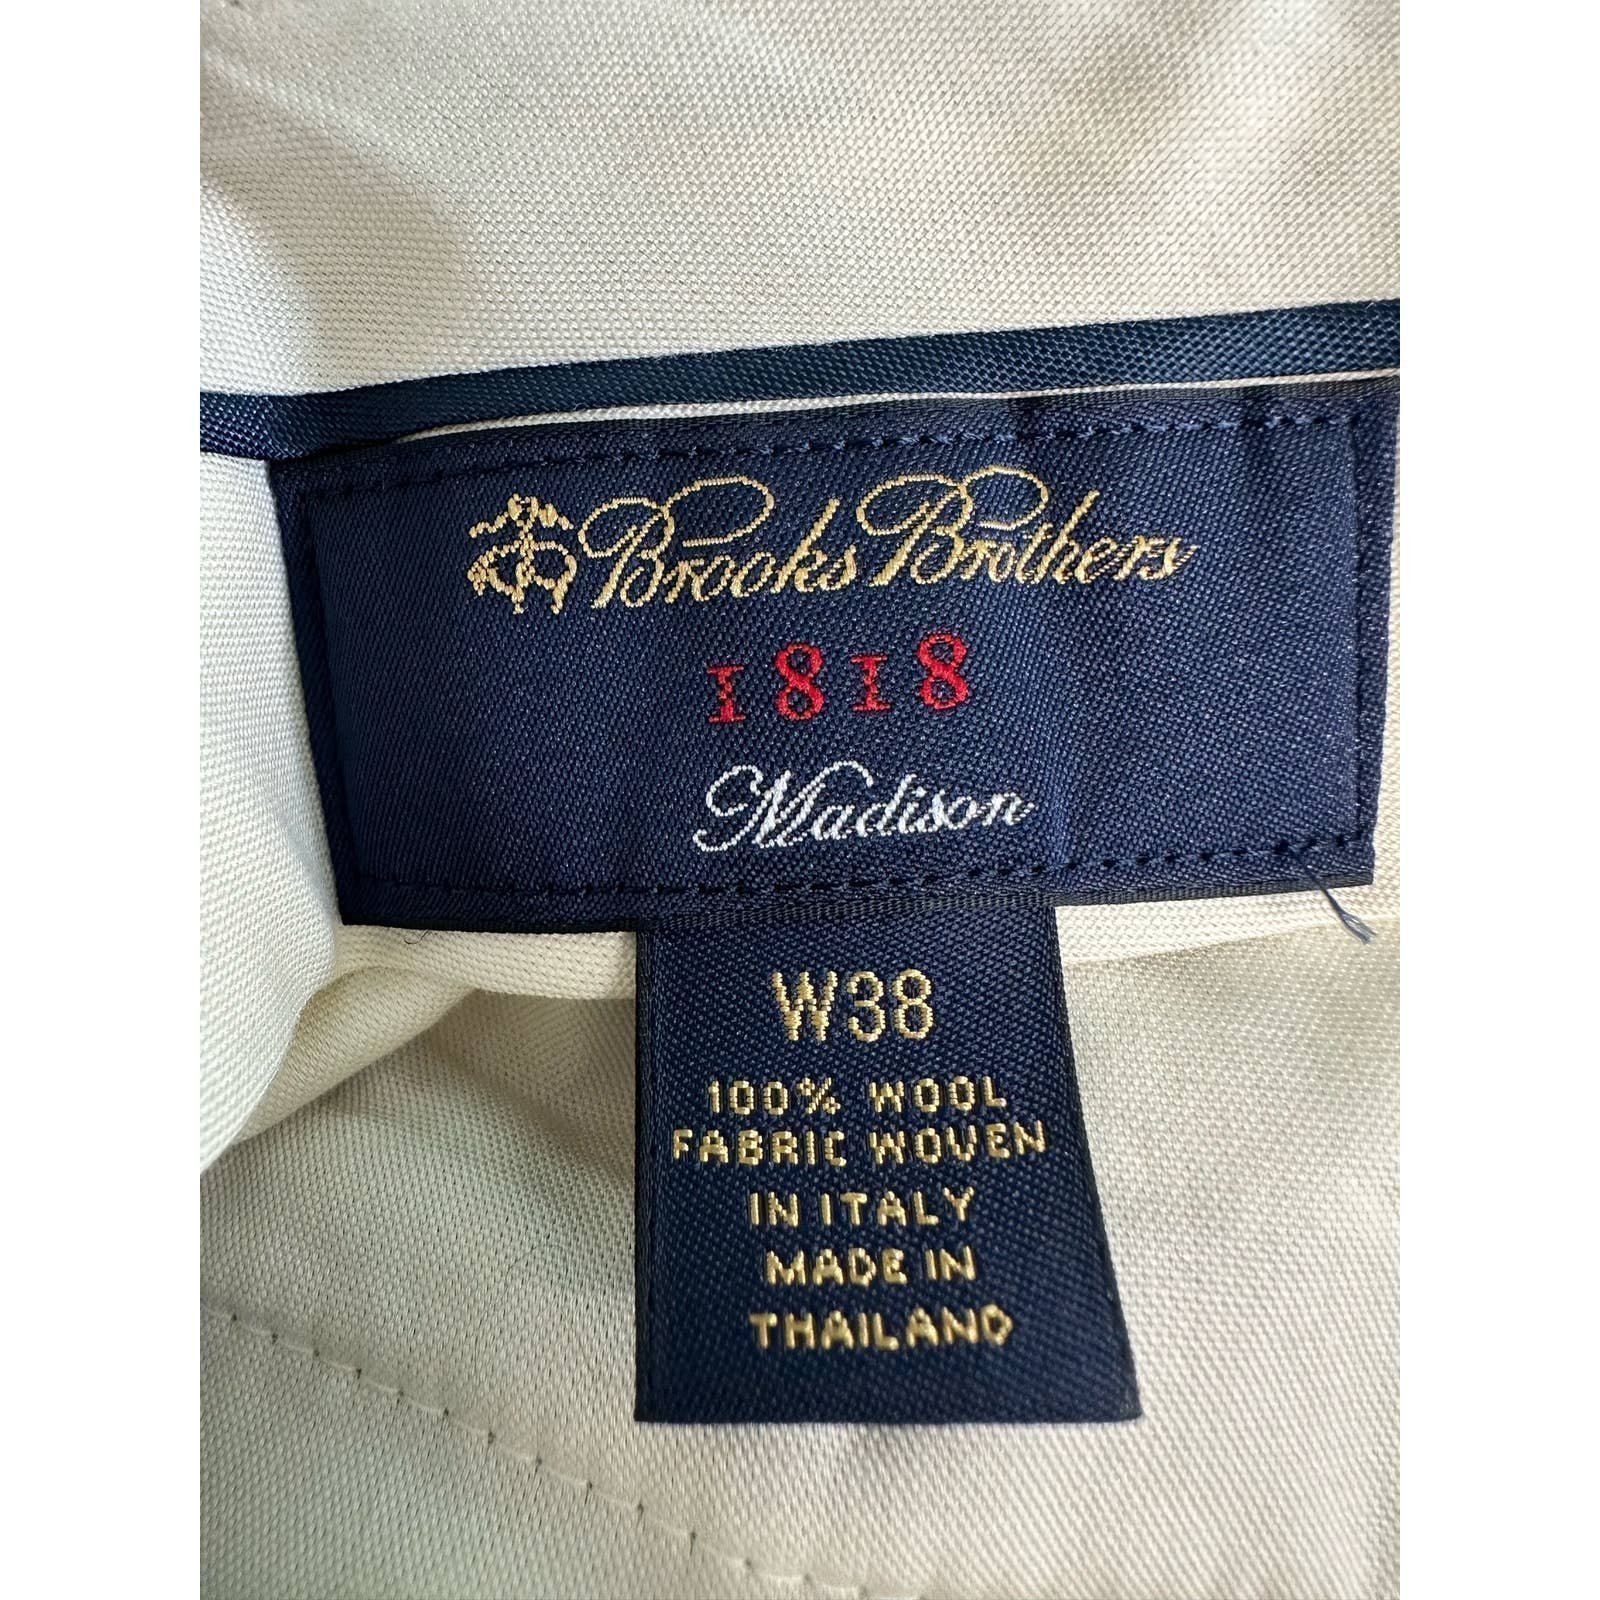 Brooks Brothers
1818
Madison
W38
100% WOOL
FABRIC WOVEN
IN ITALY
MADE IN
THAILAND